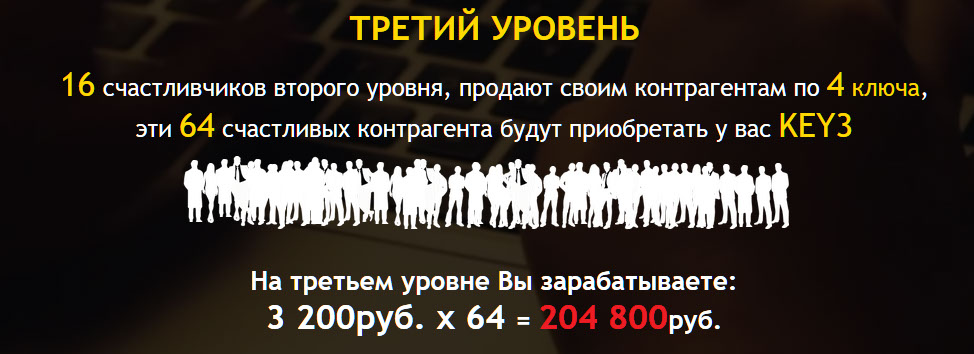 ТРЕТИЙ УРОВЕНЬ
16 счастливчиков второго уровня, продают своим контрагентам по 4 ключа,
эти 64 счастливых контрагента будут приобретать у вас KEY3
На третьем уровне Вы зарабатываете:
3 200руб. x 64 = 204 800руб.